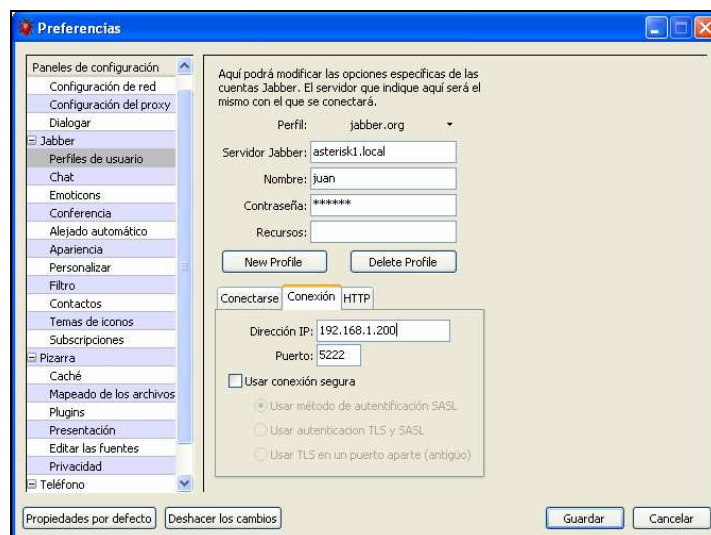 Preferencias
Paneles de configuración
Configuración de red
Configuración del proxy
Dialogar
Jabber
Perfiles de usuario
Chat
Emoticons
Conferencia
Alejado automático
Apariencia
Personalizar
Filtro
Contactos
Temas de iconos
Subscripciones
Pizarra
Caché
Mapeado de los archivos
Plugins
Presentación
Editar las fuentes
Privacidad
Teléfono
Aquí podrá modificar las opciones específicas de las
cuentas Jabber. El servidor que indique aquí será el
mismo con el que se conectará.
Perfil: jabber.org
Servidor Jabber: asterisk1.local
Nombre: juan
Contraseña: ******
Recursos:
New Profile Delete Profile
Conectarse Conexión HTTP
Dirección IP: 192.168.1.200
Puerto: 5222
Usar conexión segura
Usar método de autentificación SASL
Usar autenticacion TLS y SASL
Usar TLS en un puerto aparte (antigüo)
Propiedades por defecto Deshacer los cambios Guardar Cancelar